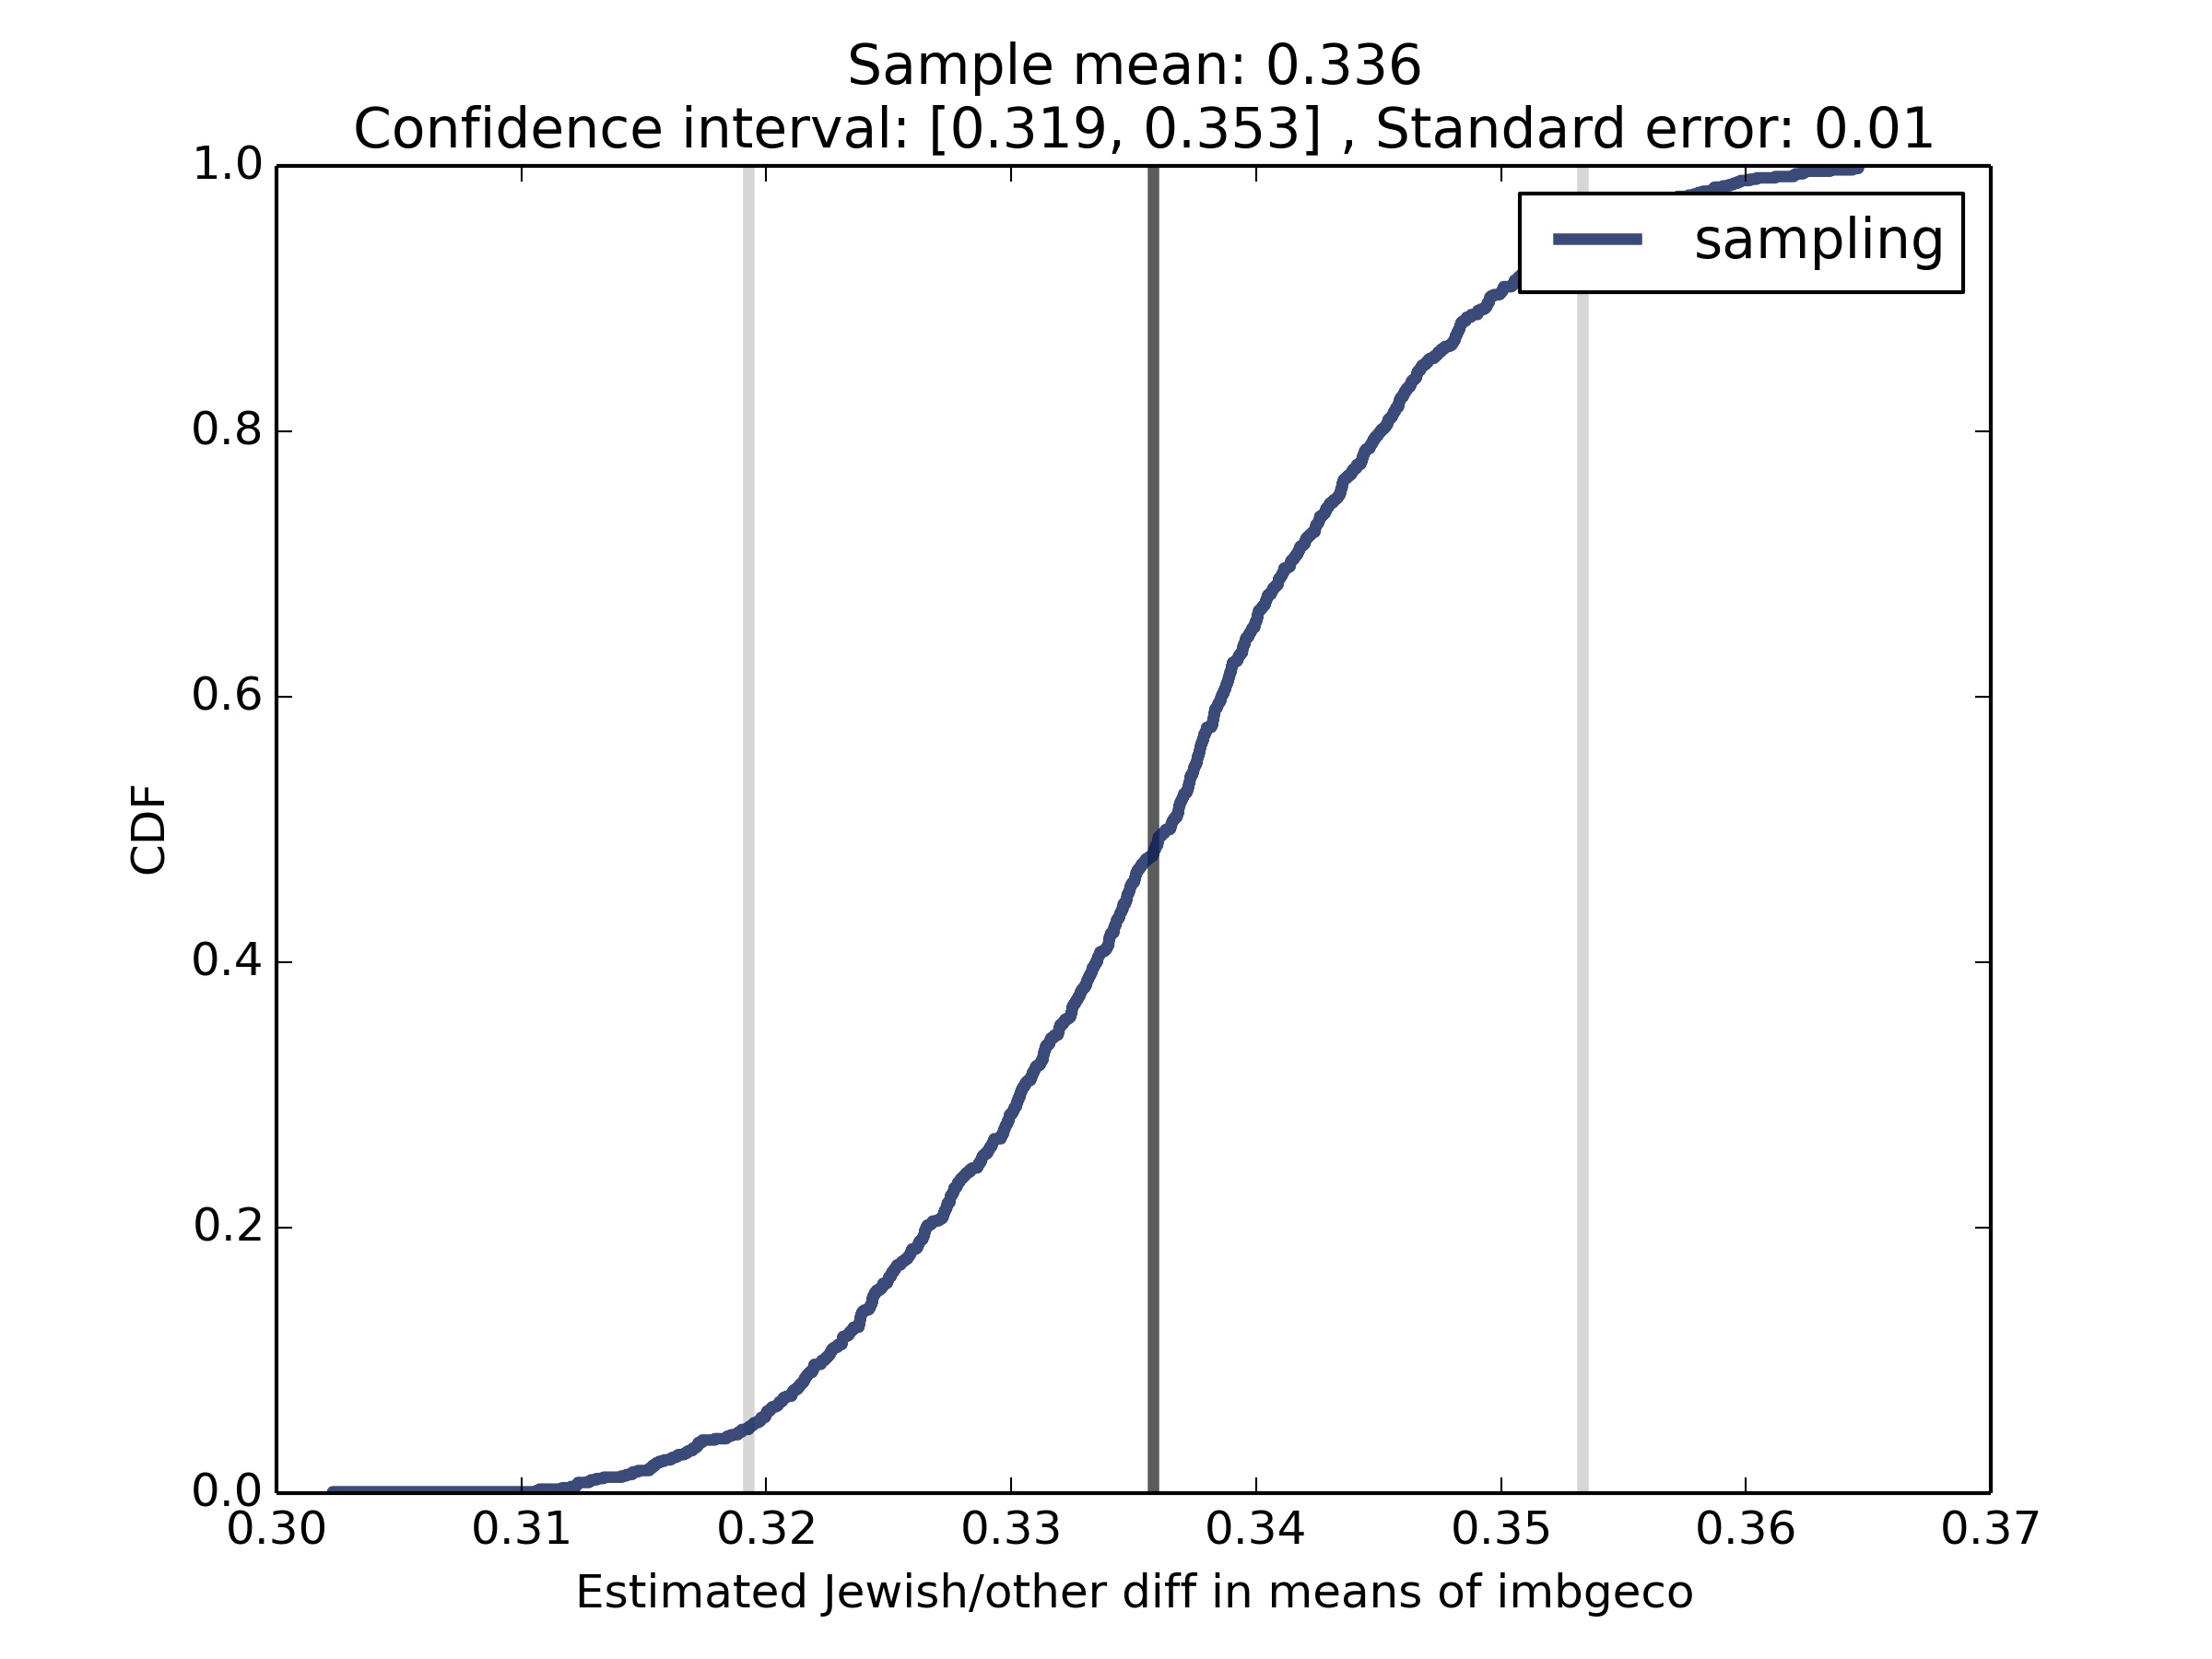 Sample mean: 0.336
Confidence interval: [0.319, 0.353] , Standard error: 0.01
1.0
0.8
0.6
0.4
0.2
0.0
CDF
sampling
0.30 0.31 0.32 0.33 0.34 0.35 0.36 0.37
Estimated Jewish/other diff in means of imbgeco